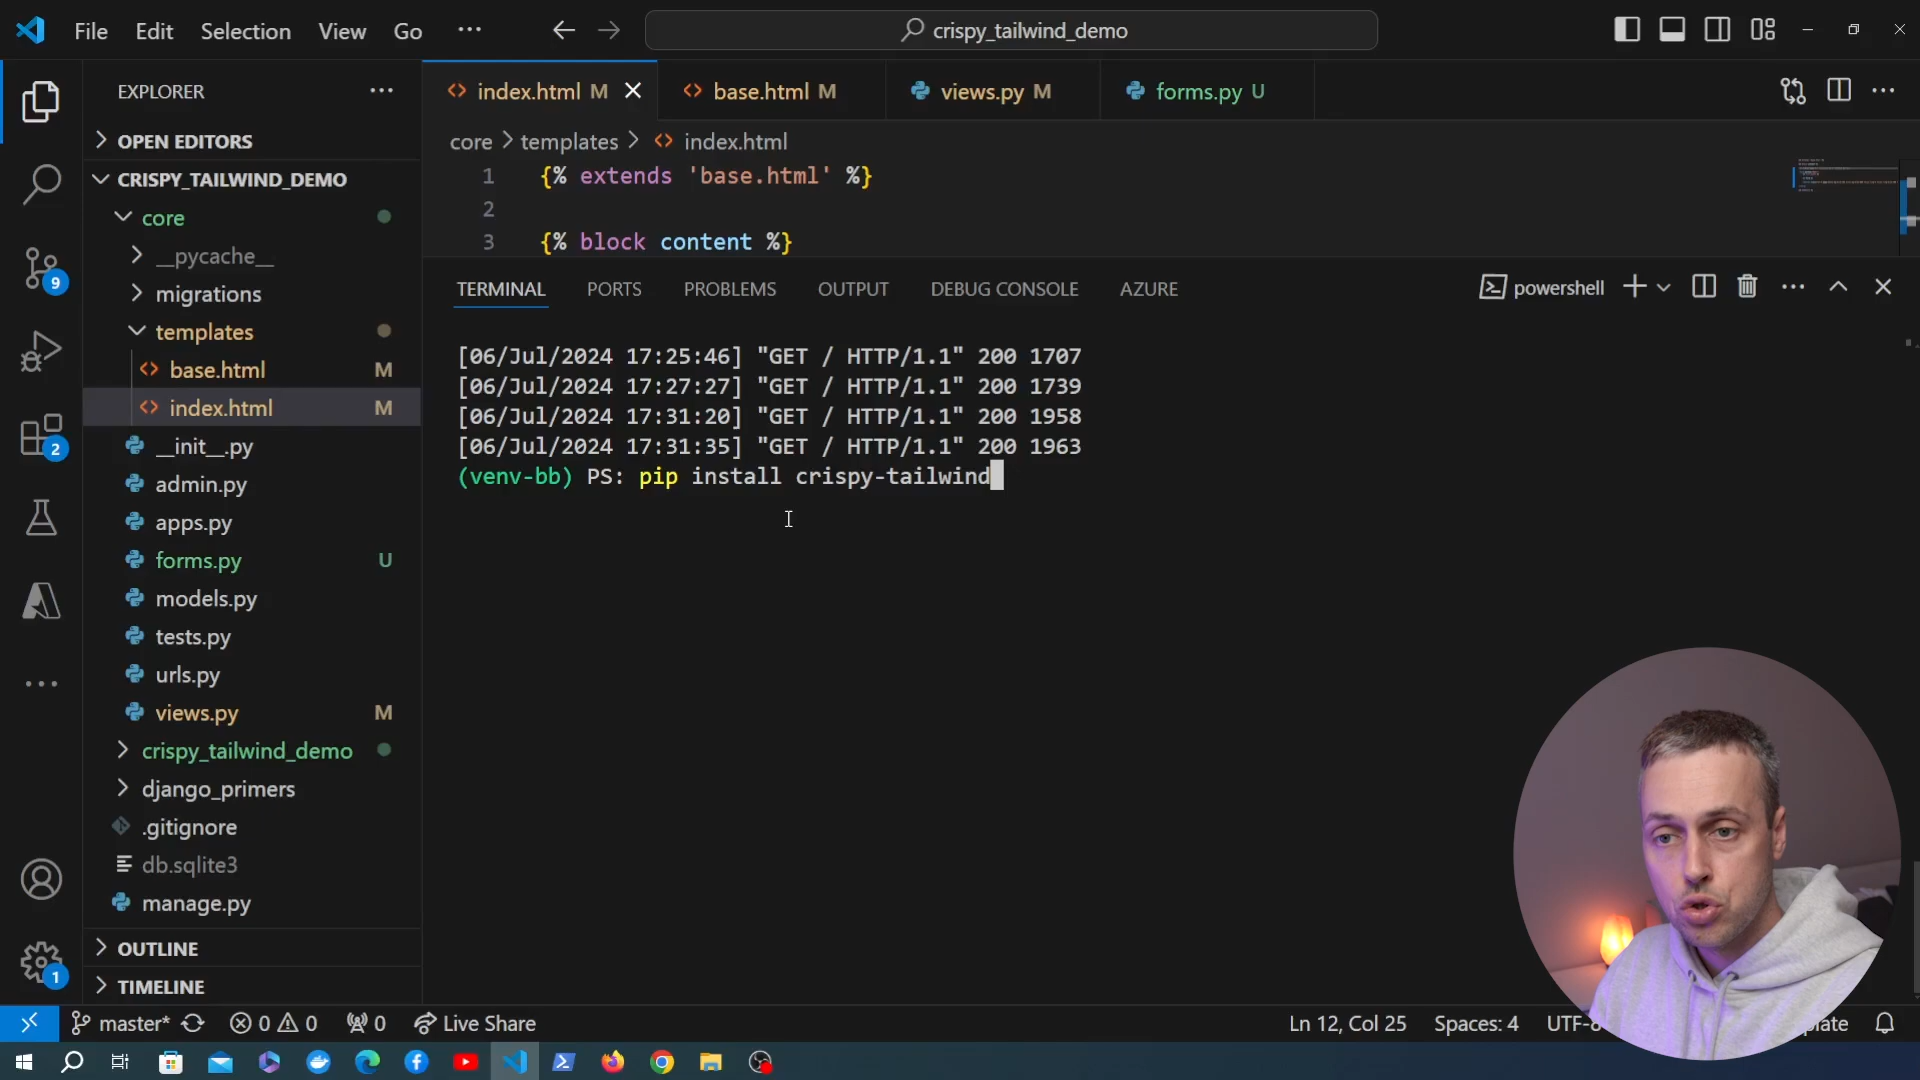 File Edit Selection View Go ··· crispy_tailwind_demo
EXPLORER ···
OPEN EDITORS
CRISPY_TAILWIND_DEMO
core
__pycache__
migrations
templates
base.html M
index.html M
__init__.py
admin.py
apps.py
forms.py U
models.py
tests.py
urls.py
views.py M
crispy_tailwind_demo
django_primers
.gitignore
db.sqlite3
manage.py
OUTLINE
TIMELINE
9
2
1
index.html M base.html M views.py M forms.py U
core > templates > index.html
1 {% extends 'base.html' %}
2
3 {% block content %}
TERMINAL PORTS PROBLEMS OUTPUT DEBUG CONSOLE AZURE powershell
[06/Jul/2024 17:25:46] "GET / HTTP/1.1" 200 1707
[06/Jul/2024 17:27:27] "GET / HTTP/1.1" 200 1739
[06/Jul/2024 17:31:20] "GET / HTTP/1.1" 200 1958
[06/Jul/2024 17:31:35] "GET / HTTP/1.1" 200 1963
(venv-bb) PS: pip install crispy-tailwind
master* 0 0 0 Live Share Ln 12, Col 25 Spaces: 4